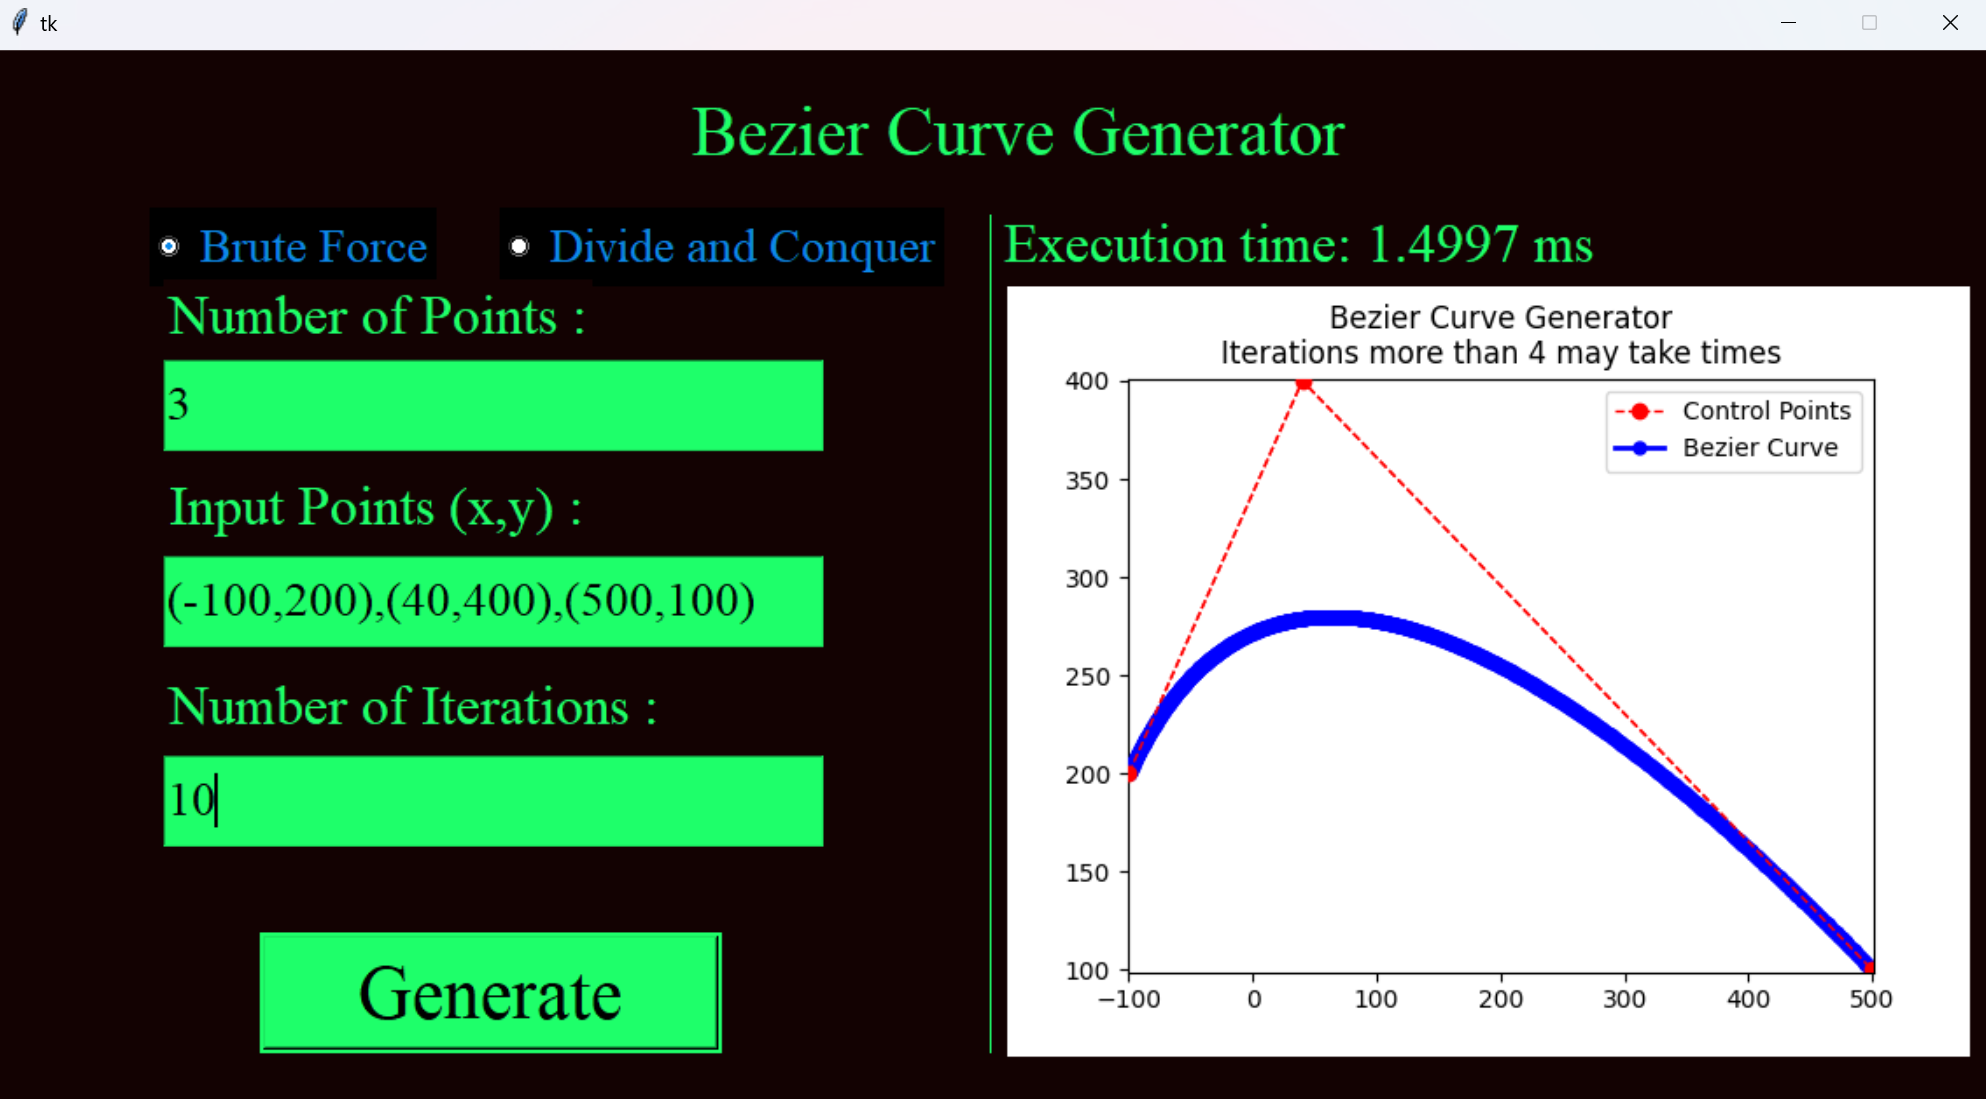 tk
Bezier Curve Generator
Brute Force
Divide and Conquer
Number of Points :
3
Input Points (x,y) :
(-100,200),(40,400),(500,100)
Number of Iterations :
10
Generate
Execution time: 1.4997 ms
Bezier Curve Generator
Iterations more than 4 may take times
Control Points
Bezier Curve
400
350
300
250
200
150
100
−100 0 100 200 300 400 500